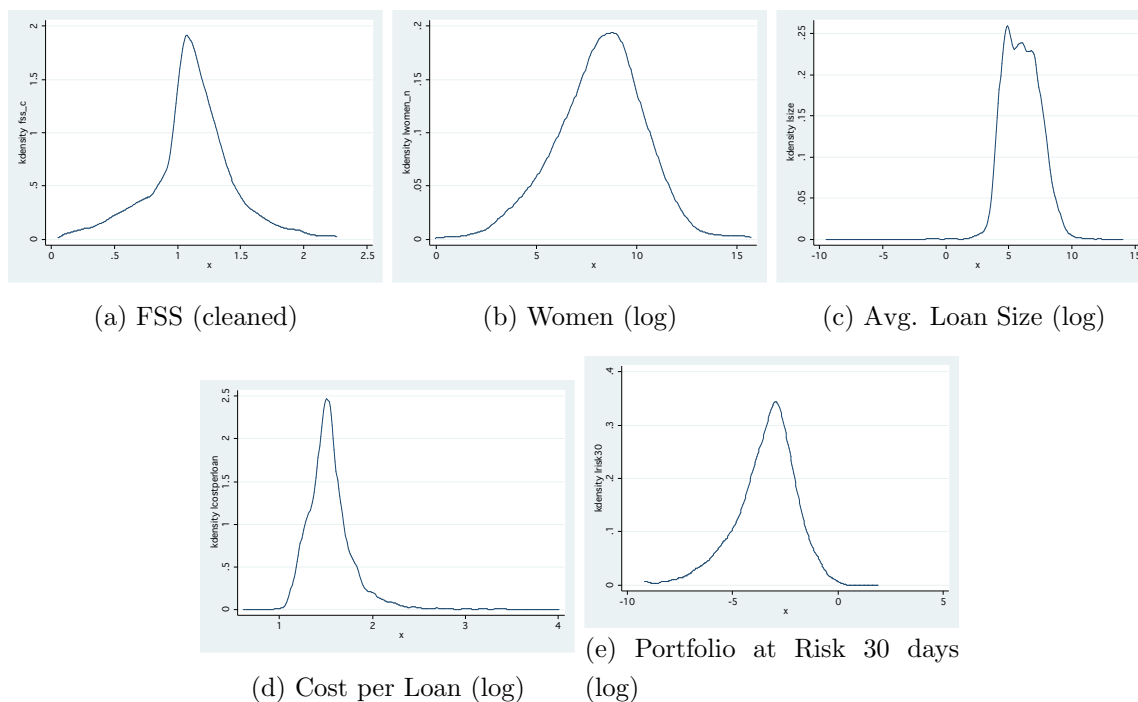 2
1.5
1
.5
0
kdensity fss_c
0 .5 1 1.5 2 2.5
x
(a) FSS (cleaned)
.2
.15
.1
.05
0
kdensity lwomen_n
0 5 10 15
x
(b) Women (log)
.25
.2
.15
.1
.05
0
kdensity lsize
-10 -5 0 5 10 15
x
(c) Avg. Loan Size (log)
2.5
2
1.5
1
.5
0
kdensity lcostperloan
1 2 3 4
x
(d) Cost per Loan (log)
.4
.3
.2
.1
0
kdensity lrisk30
-10 -5 0 5
x
(e) Portfolio at Risk 30 days
(log)